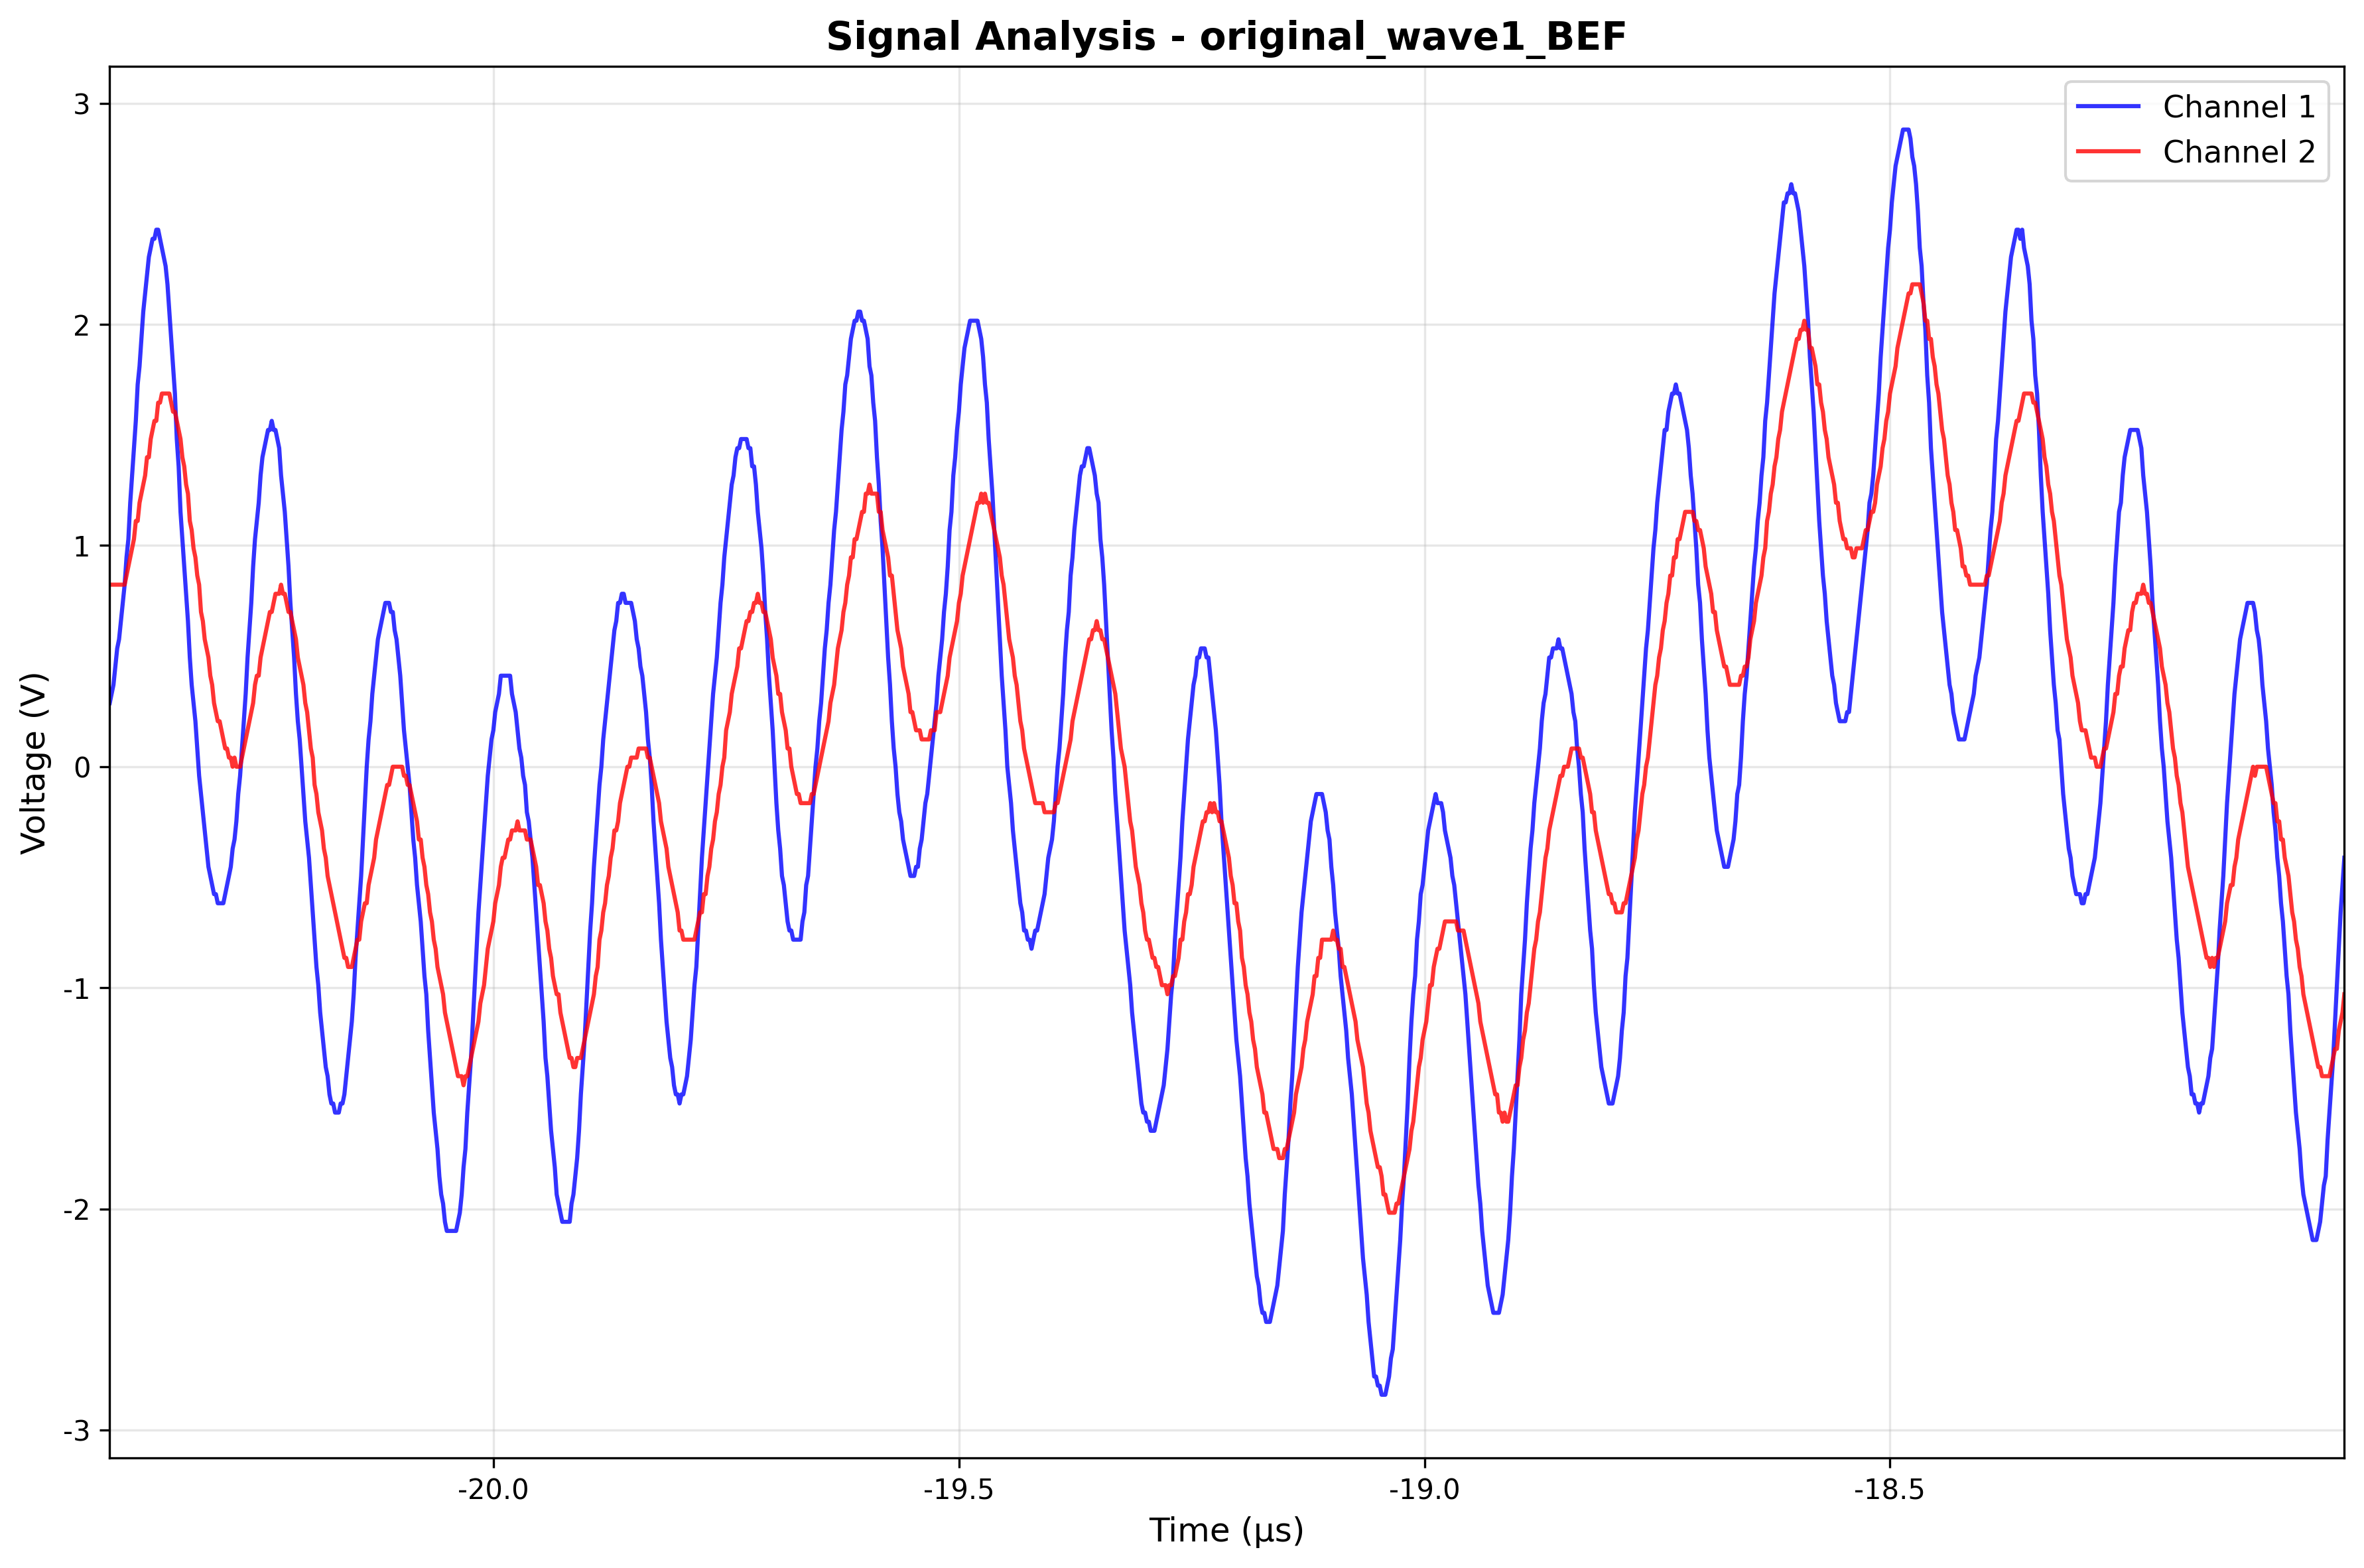 Signal Analysis - original_wave1_BEF
Channel 1
Channel 2
Voltage (V)
3
2
1
0
-1
-2
-3
-20.0
-19.5
-19.0
-18.5
Time (μs)